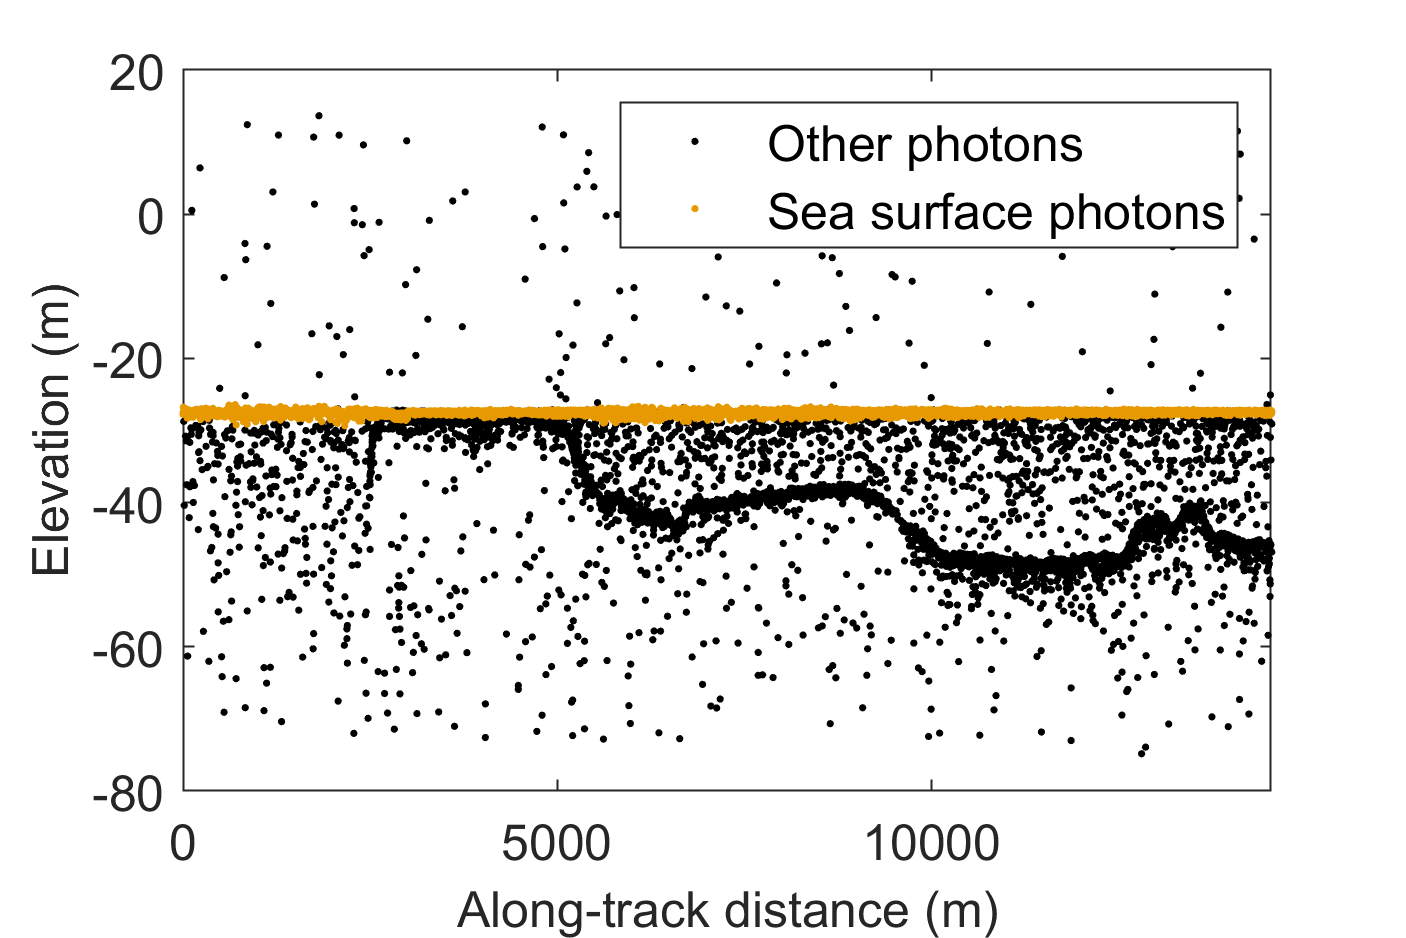 20
0
-20
-40
-60
-80
Elevation (m)
Other photons
Sea surface photons
0 5000 10000
Along-track distance (m)